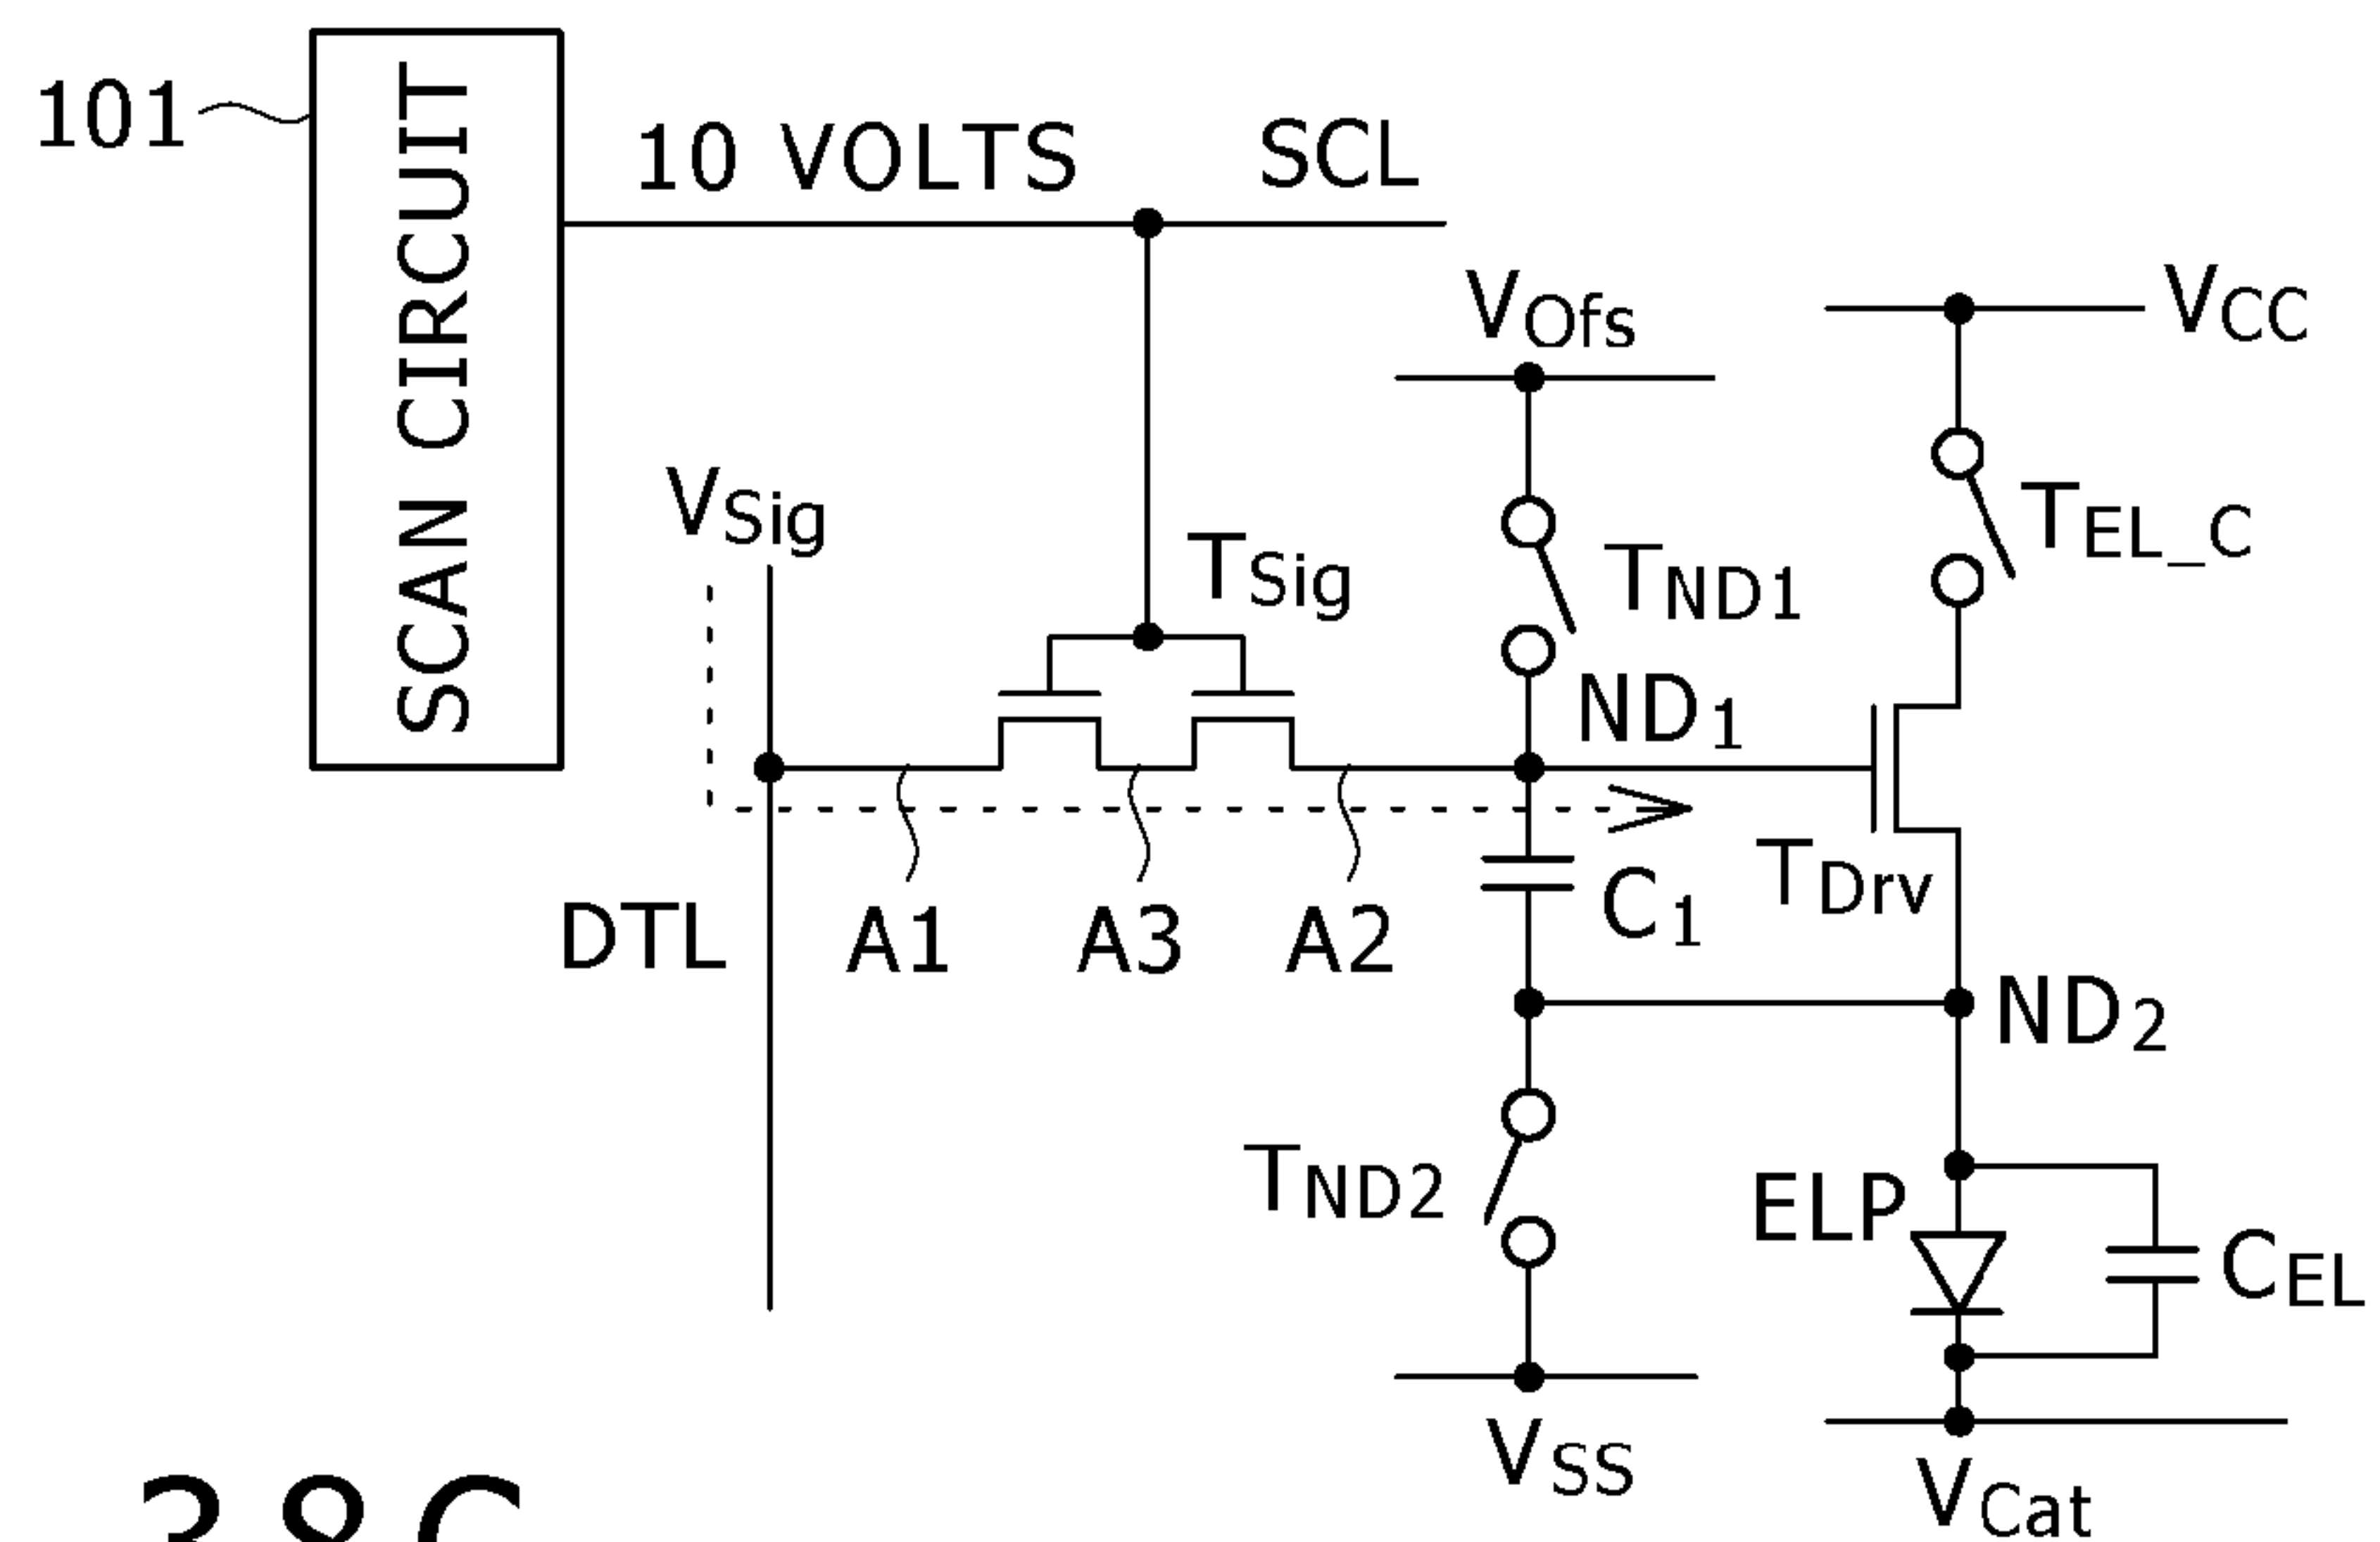 101
SCAN CIRCUIT
10 VOLTS
SCL
VOfs
VCC
VSig
TSig
TND1
TEL_C
ND1
DTL
A1
A3
A2
C1
TDrv
ND2
TND2
ELP
CEL
VSS
VCat